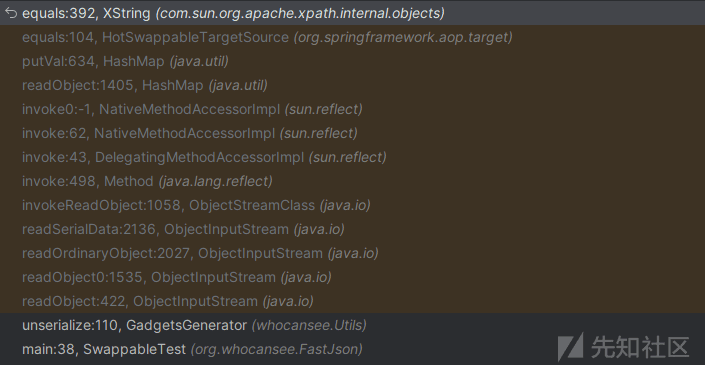 equals:392, XString (com.sun.org.apache.xpath.internal.objects)
equals:104, HotSwappableTargetSource (org.springframework.aop.target)
putVal:634, HashMap (java.util)
readObject:1405, HashMap (java.util)
invoke0:-1, NativeMethodAccessorImpl (sun.reflect)
invoke:62, NativeMethodAccessorImpl (sun.reflect)
invoke:43, DelegatingMethodAccessorImpl (sun.reflect)
invoke:498, Method (java.lang.reflect)
invokeReadObject:1058, ObjectStreamClass (java.io)
readSerialData:2136, ObjectInputStream (java.io)
readOrdinaryObject:2027, ObjectInputStream (java.io)
readObject0:1535, ObjectInputStream (java.io)
readObject:422, ObjectInputStream (java.io)
unserialize:110, GadgetsGenerator (whocansee.Utils)
main:38, SwappableTest (org.whocansee.FastJson)
先知社区